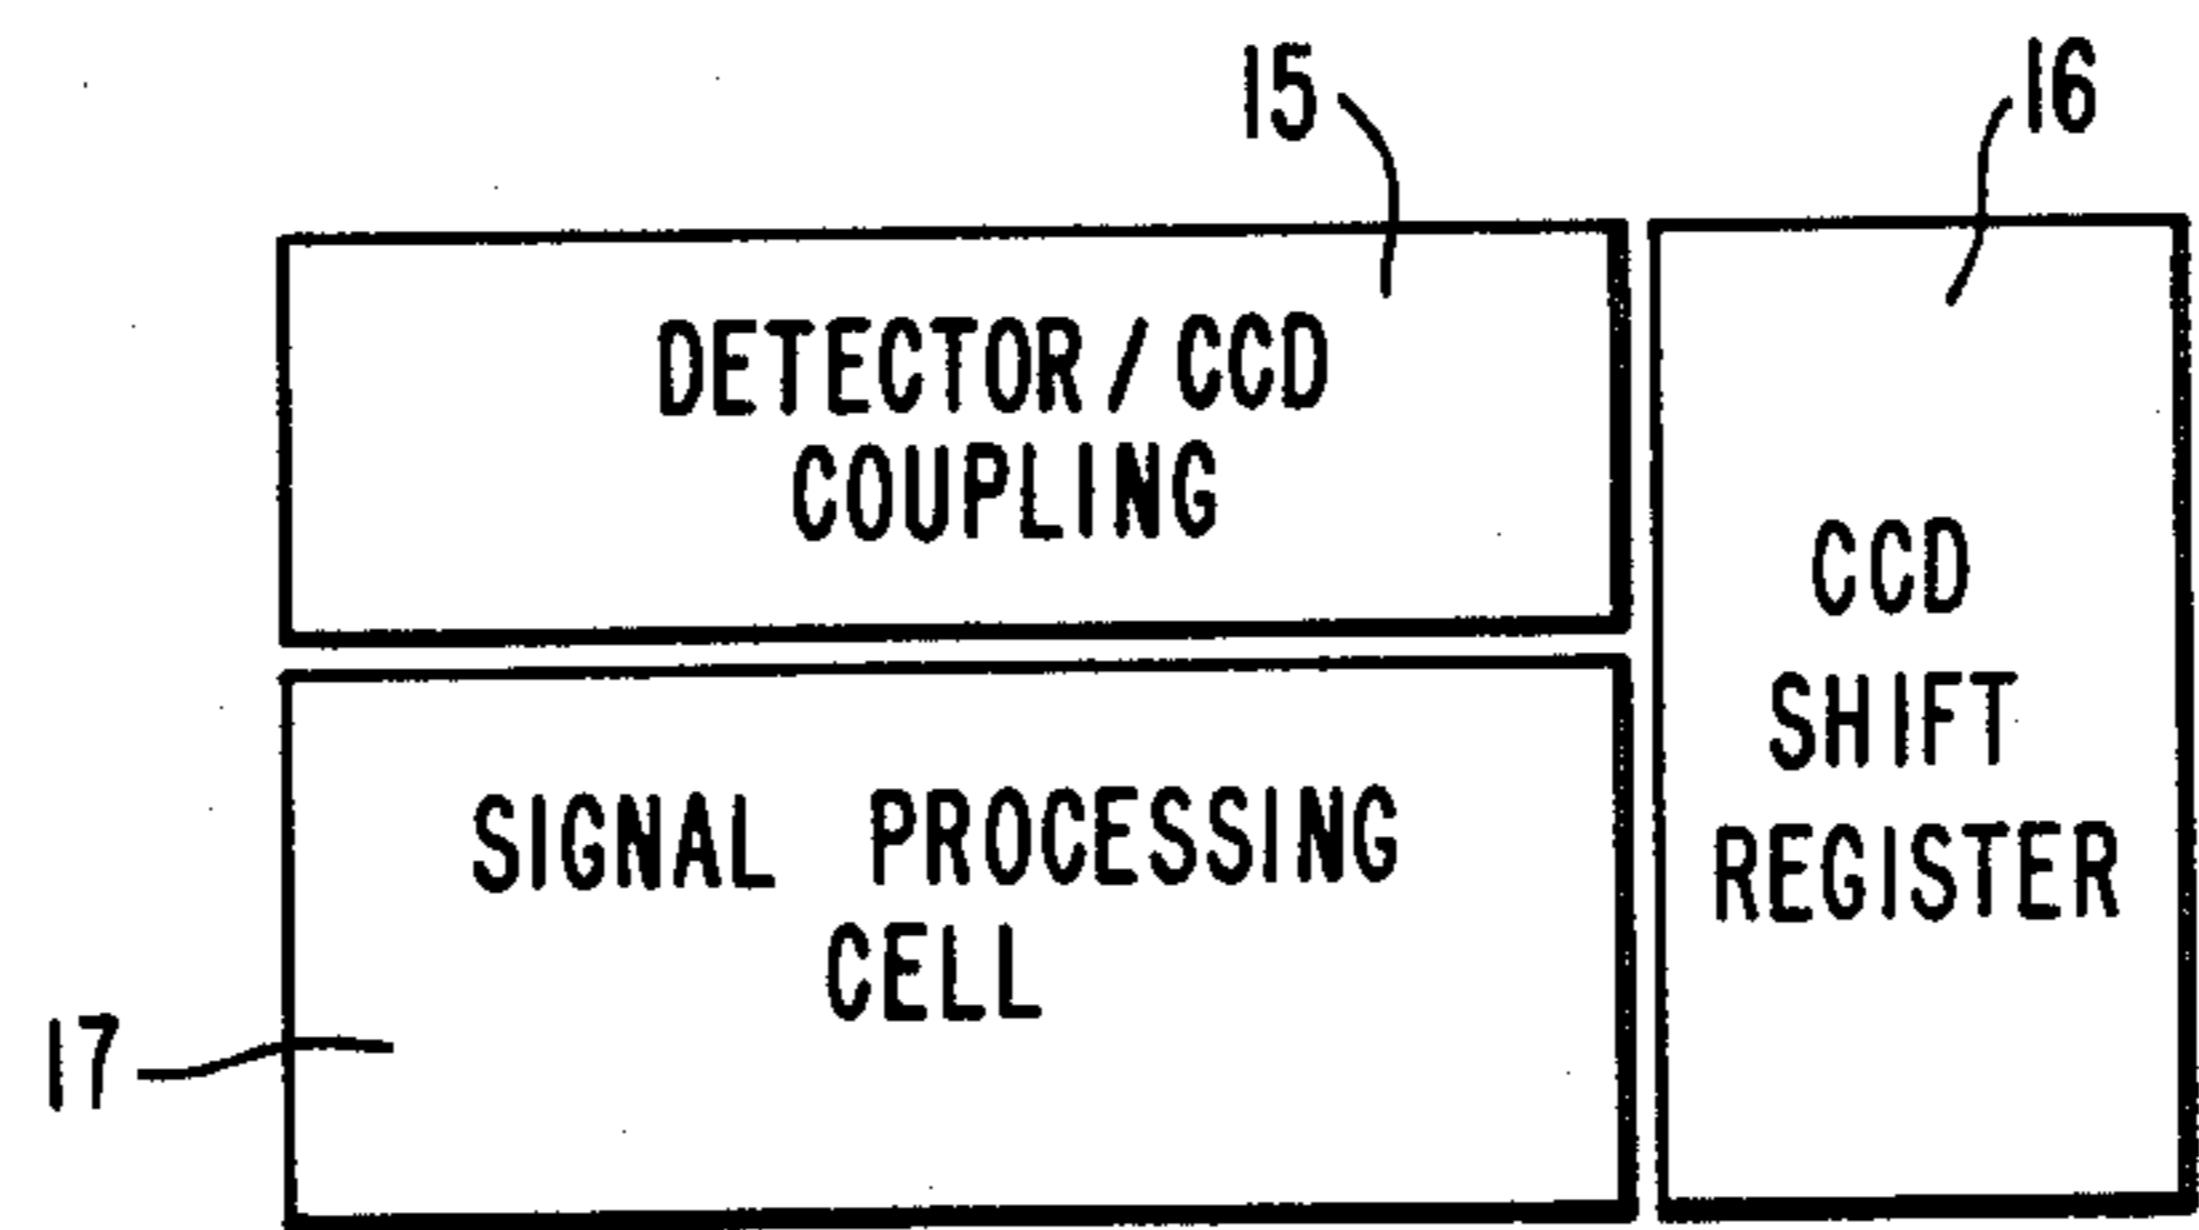 15
16
DETECTOR / CCD
COUPLING
CCD
SHIFT
REGISTER
SIGNAL PROCESSING
CELL
17